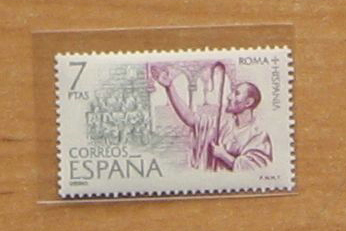 7
PTAS
ROMA + HISPANIA
CORREOS
ESPAÑA
F.N.M.T.